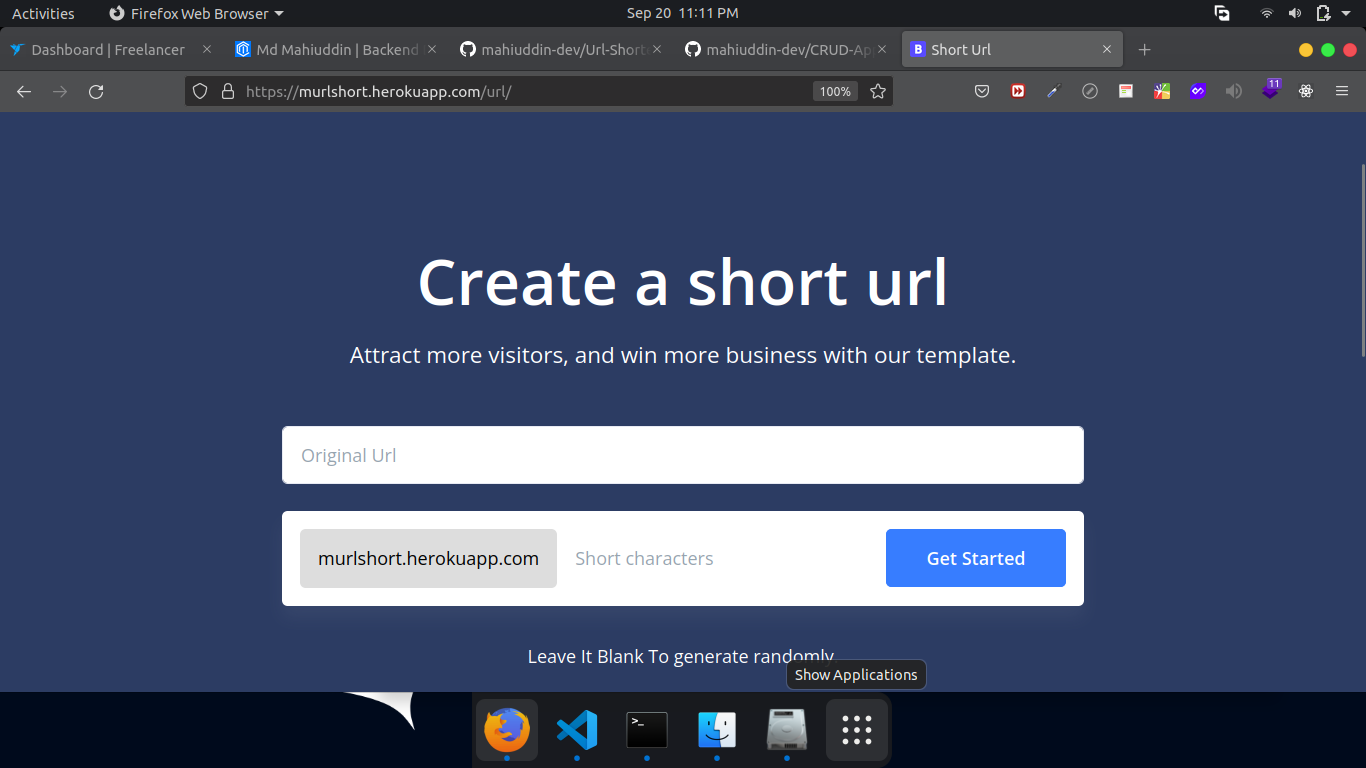 Activities Firefox Web Browser Sep 20 11:11 PM
Dashboard | Freelancer Md Mahiuddin | Backend mahiuddin-dev/Url-Short mahiuddin-dev/CRUD-Ap B Short Url
https://murlshort.herokuapp.com/url/ 100% 11
Create a short url
Attract more visitors, and win more business with our template.
Original Url
murlshort.herokuapp.com Short characters Get Started
Leave It Blank To generate randomly
Show Applications
>_